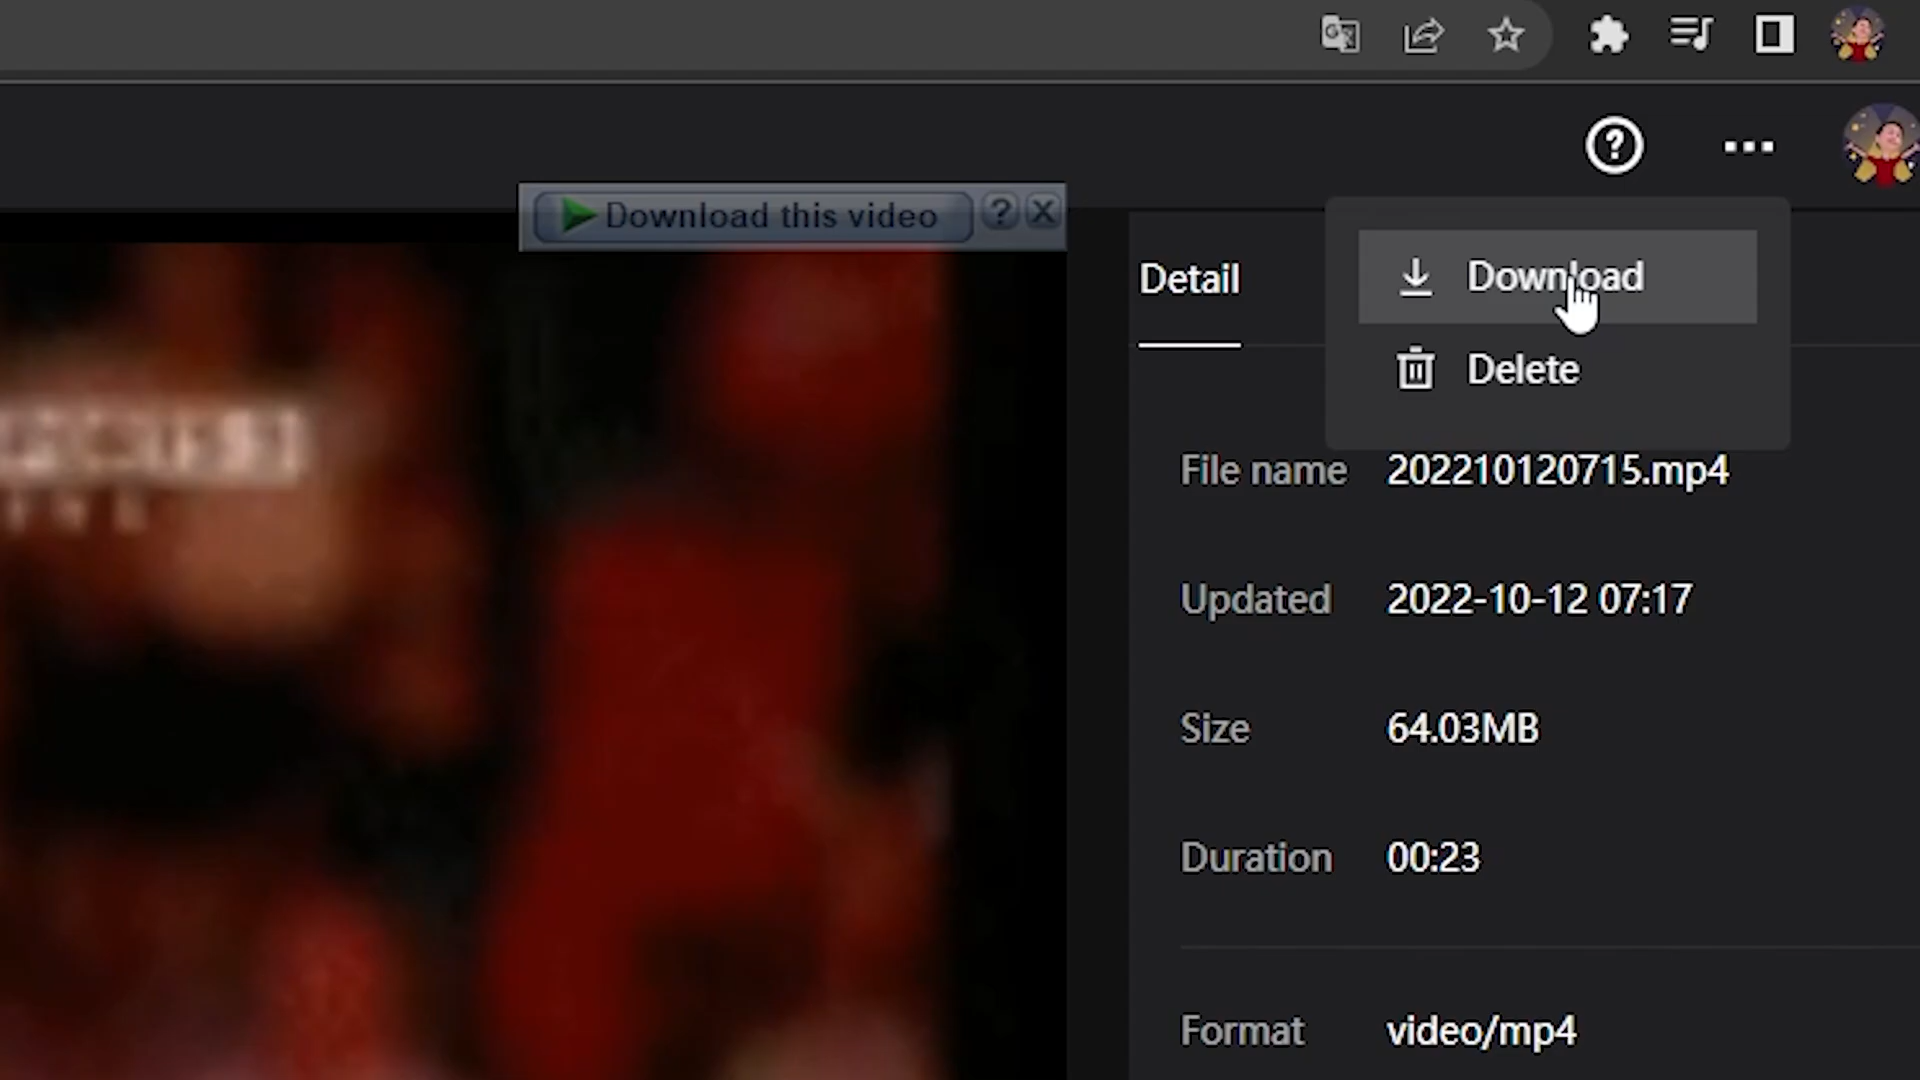 Download this video
?
X
?
Detail
Download
Delete
File name 202210120715.mp4
Updated 2022-10-12 07:17
Size 64.03MB
Duration 00:23
Format video/mp4